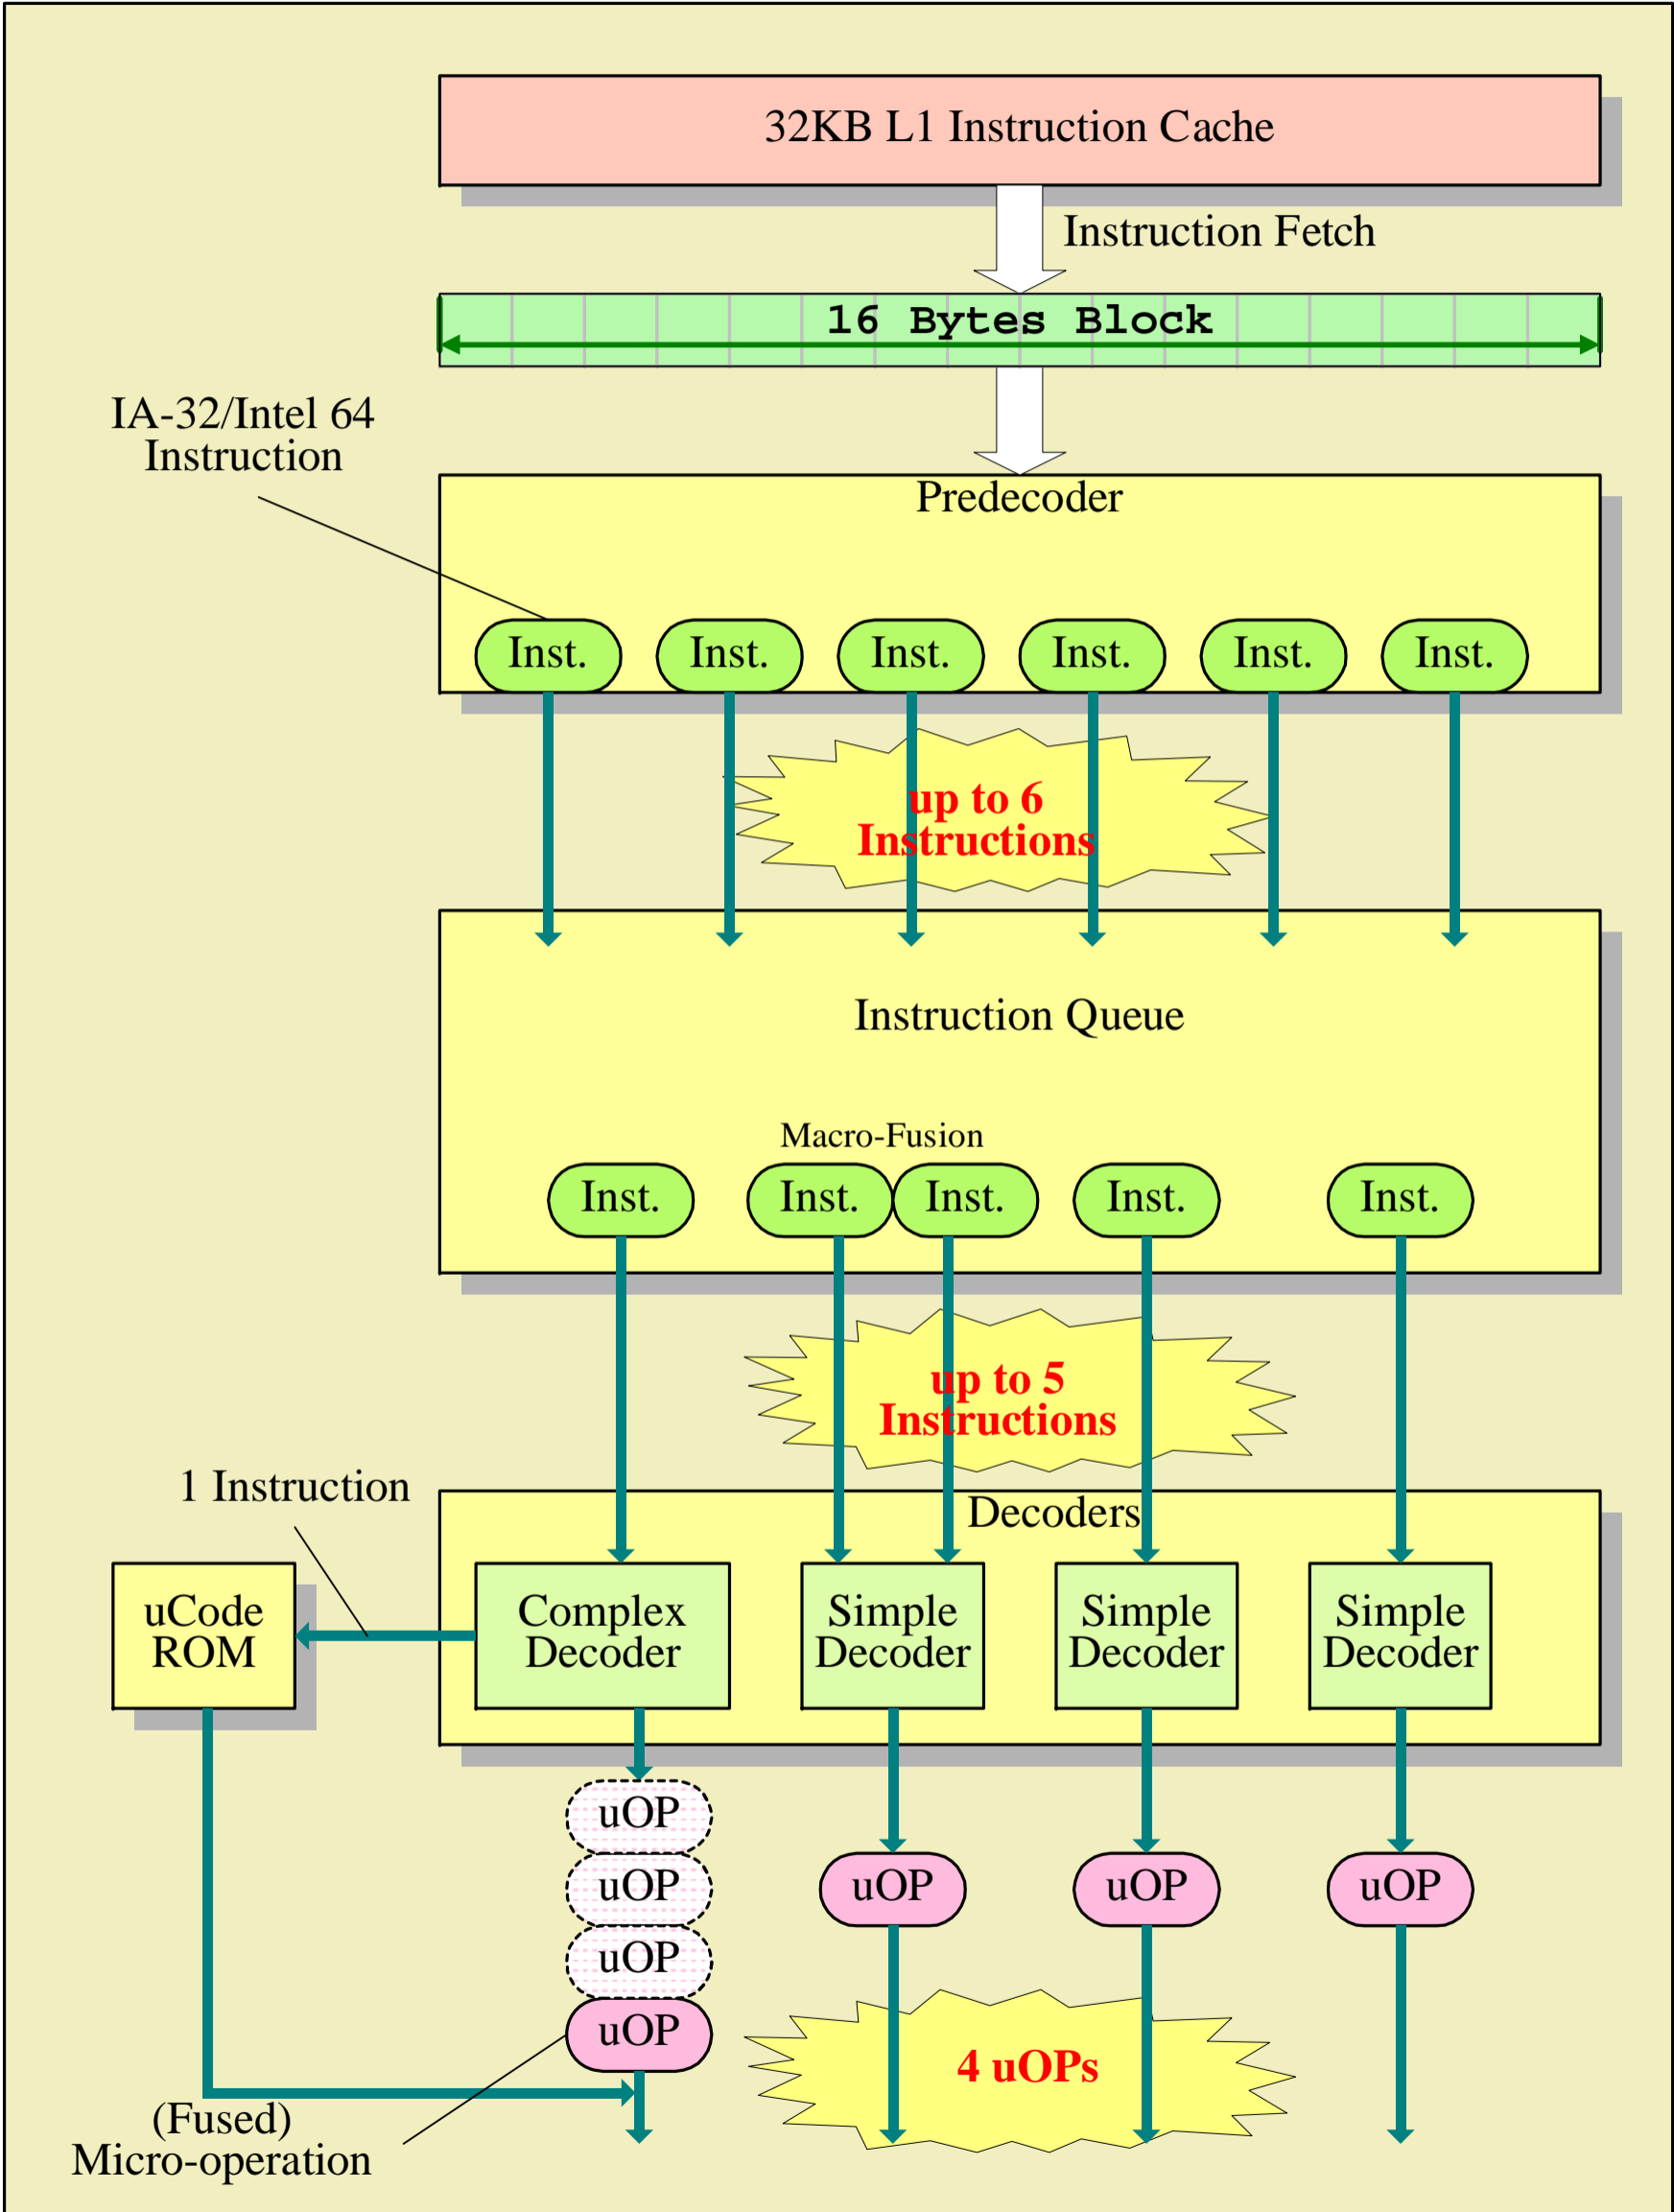 32KB L1 Instruction Cache
Instruction Fetch
16 Bytes Block
IA-32/Intel 64
Instruction
Predecoder
Inst. Inst. Inst. Inst. Inst. Inst.
up to 6
Instructions
Instruction Queue
Macro-Fusion
Inst. Inst. Inst. Inst. Inst.
up to 5
Instructions
1 Instruction
Decoders
uCode
ROM
Complex
Decoder
Simple
Decoder
Simple
Decoder
Simple
Decoder
uOP
uOP
uOP
uOP
uOP
uOP
uOP
4 uOPs
(Fused)
Micro-operation